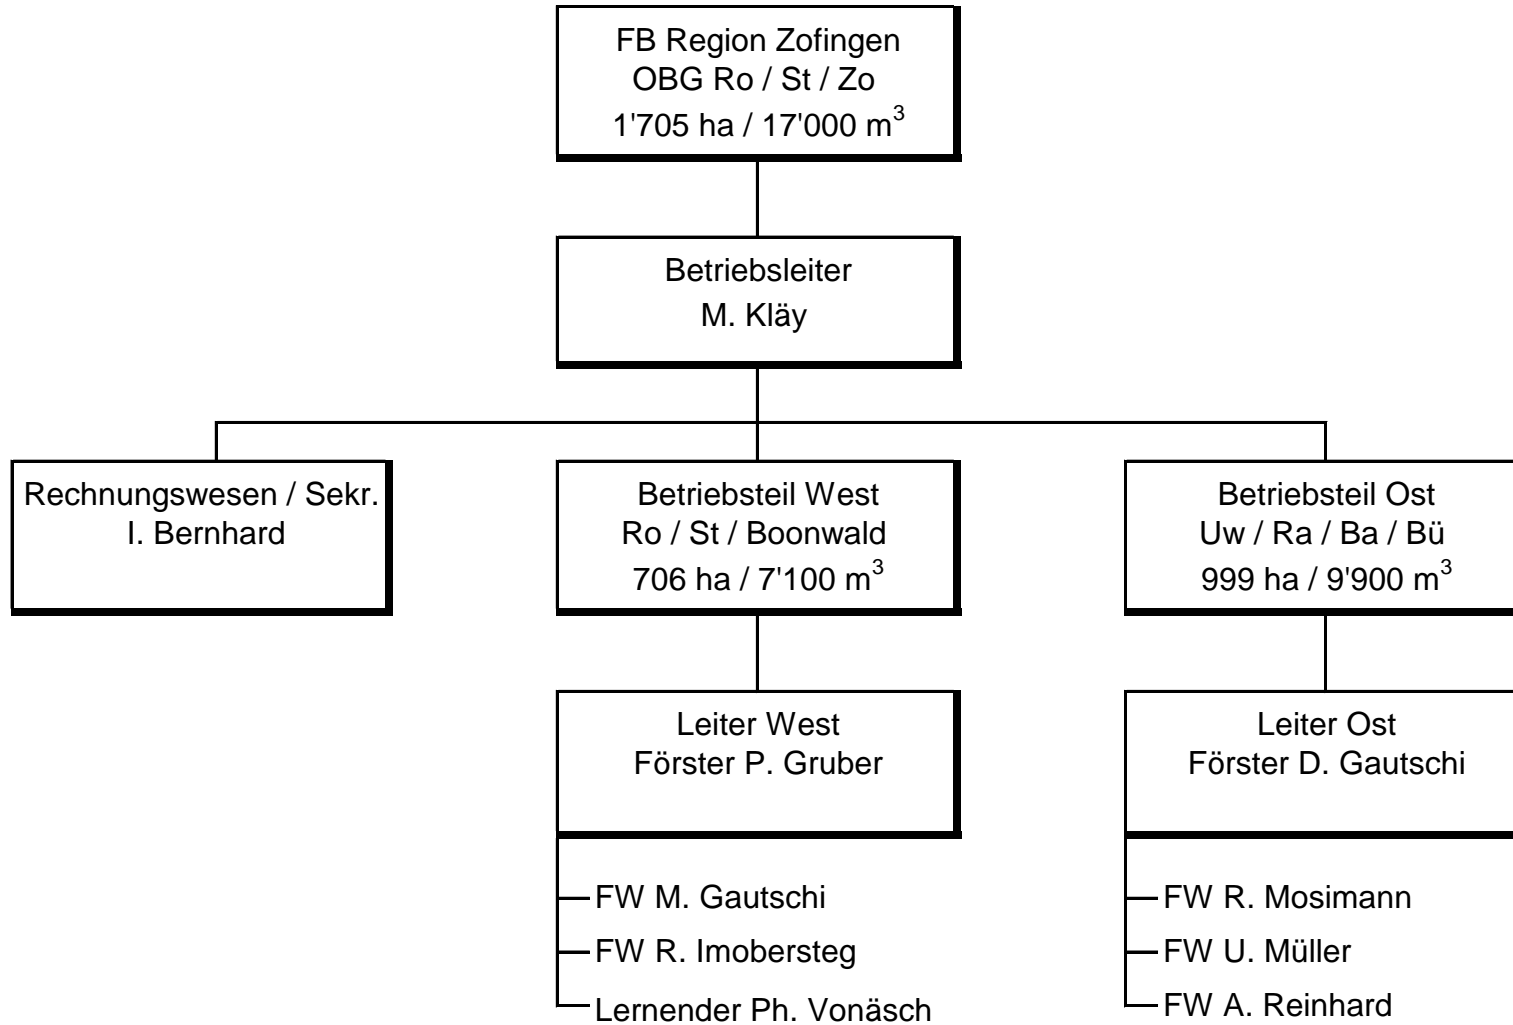 FB Region Zofingen
OBG Ro / St / Zo
1'705 ha / 17'000 m³
Betriebsleiter
M. Kläy
Rechnungswesen / Sekr.
I. Bernhard
Betriebsteil West
Ro / St / Boonwald
706 ha / 7'100 m³
Betriebsteil Ost
Uw / Ra / Ba / Bü
999 ha / 9'900 m³
Leiter West
Förster P. Gruber
Leiter Ost
Förster D. Gautschi
FW M. Gautschi
FW R. Imobersteg
Lernender Ph. Vonäsch
FW R. Mosimann
FW U. Müller
FW A. Reinhard